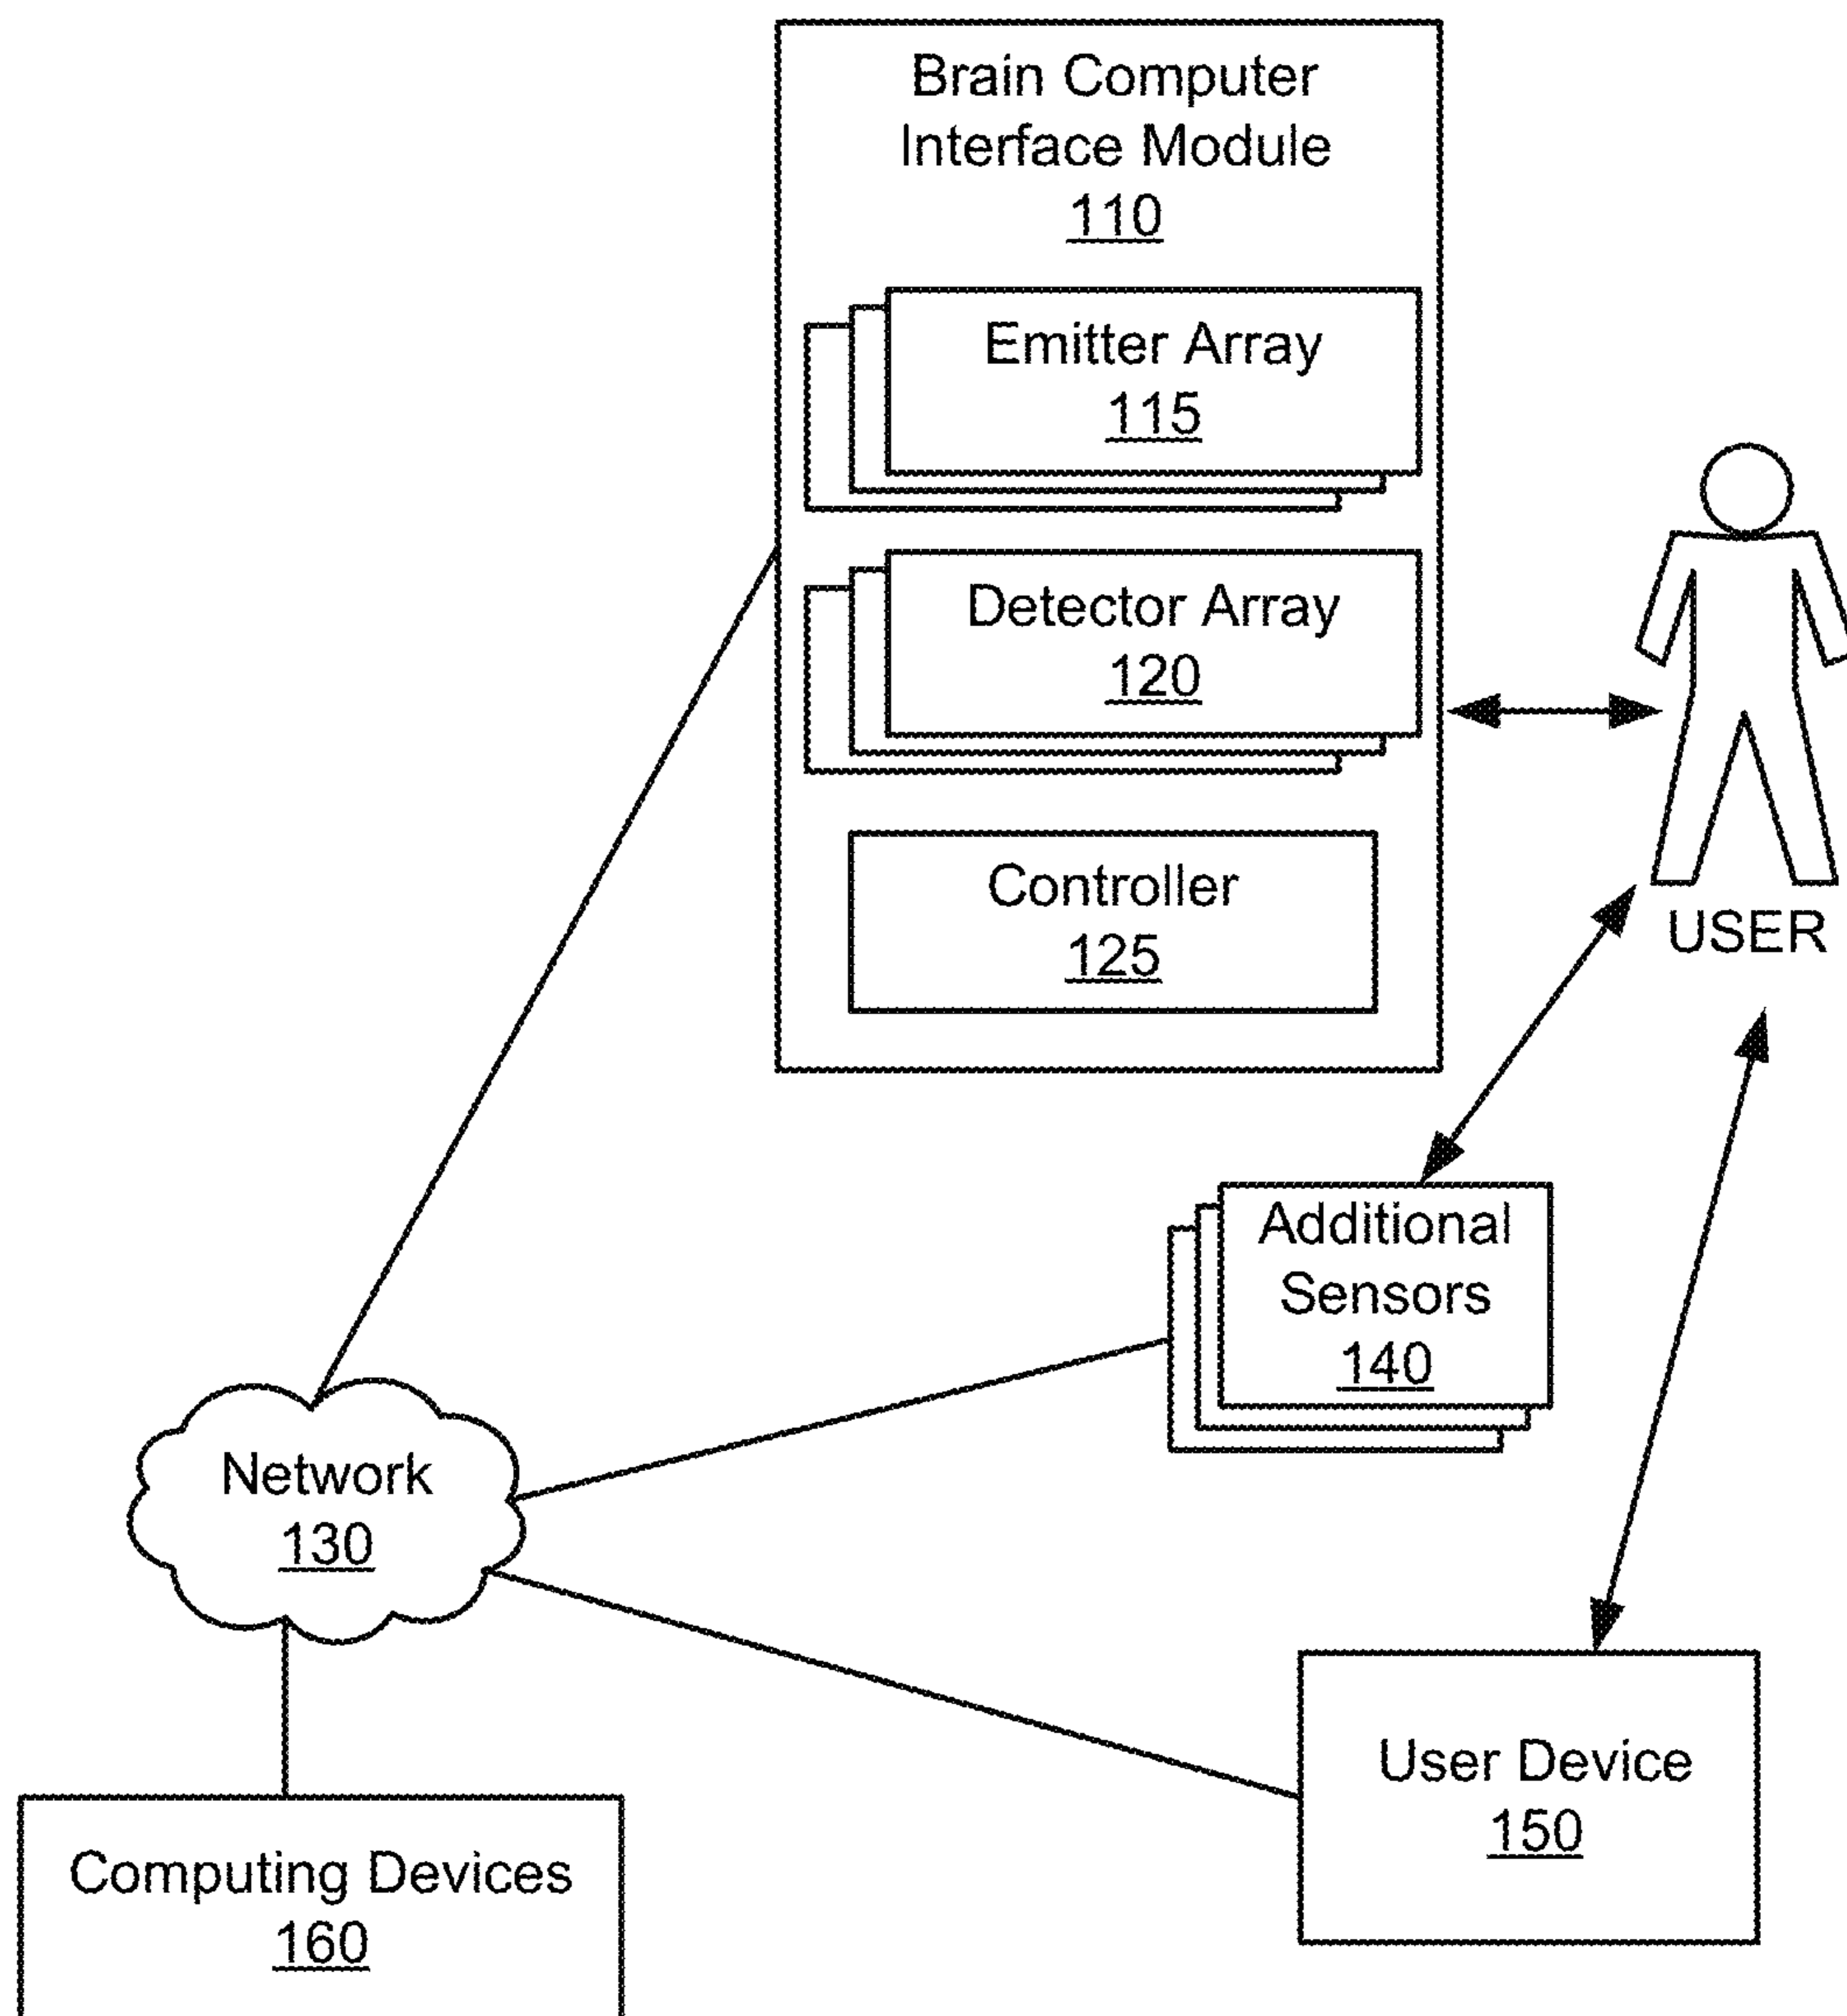 Brain Computer
Interface Module
110
Emitter Array
115
Detector Array
120
Controller
125
USER
Additional
Sensors
140
Network
130
User Device
150
Computing Devices
160